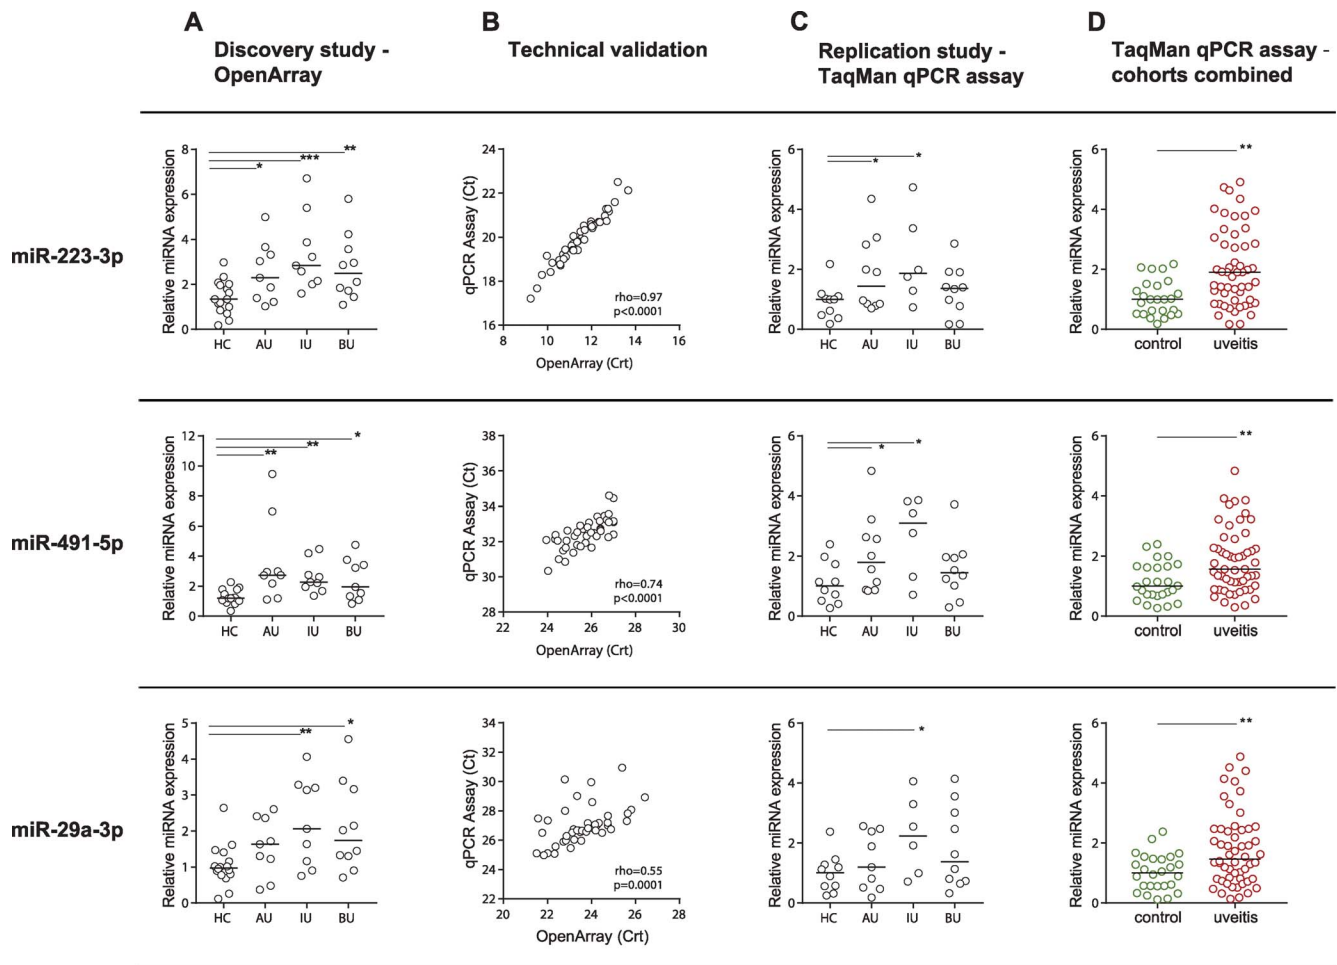 A
Discovery study -
OpenArray
B
Technical validation
C
Replication study -
TaqMan qPCR assay
D
TaqMan qPCR assay -
cohorts combined
miR-223-3p
Relative miRNA expression
8
6
4
2
0
* *** **
HC AU IU BU
qPCR Assay (Ct)
24
22
20
18
16
rho=0.97
p<0.0001
8 10 12 14 16
OpenArray (Crt)
Relative miRNA expression
6
4
2
0
* *
HC AU IU BU
Relative miRNA expression
6
4
2
0
**
control uveitis
miR-491-5p
Relative miRNA expression
12
10
8
6
4
2
0
** ** *
HC AU IU BU
qPCR Assay (Ct)
38
36
34
32
30
28
rho=0.74
p<0.0001
22 24 26 28 30
OpenArray (Crt)
Relative miRNA expression
6
4
2
0
* *
HC AU IU BU
Relative miRNA expression
6
4
2
0
**
control uveitis
miR-29a-3p
Relative miRNA expression
5
4
3
2
1
0
** *
HC AU IU BU
qPCR Assay (Ct)
34
32
30
28
26
24
22
rho=0.55
p=0.0001
20 22 24 26 28
OpenArray (Crt)
Relative miRNA expression
6
4
2
0
*
HC AU IU BU
Relative miRNA expression
6
4
2
0
**
control uveitis